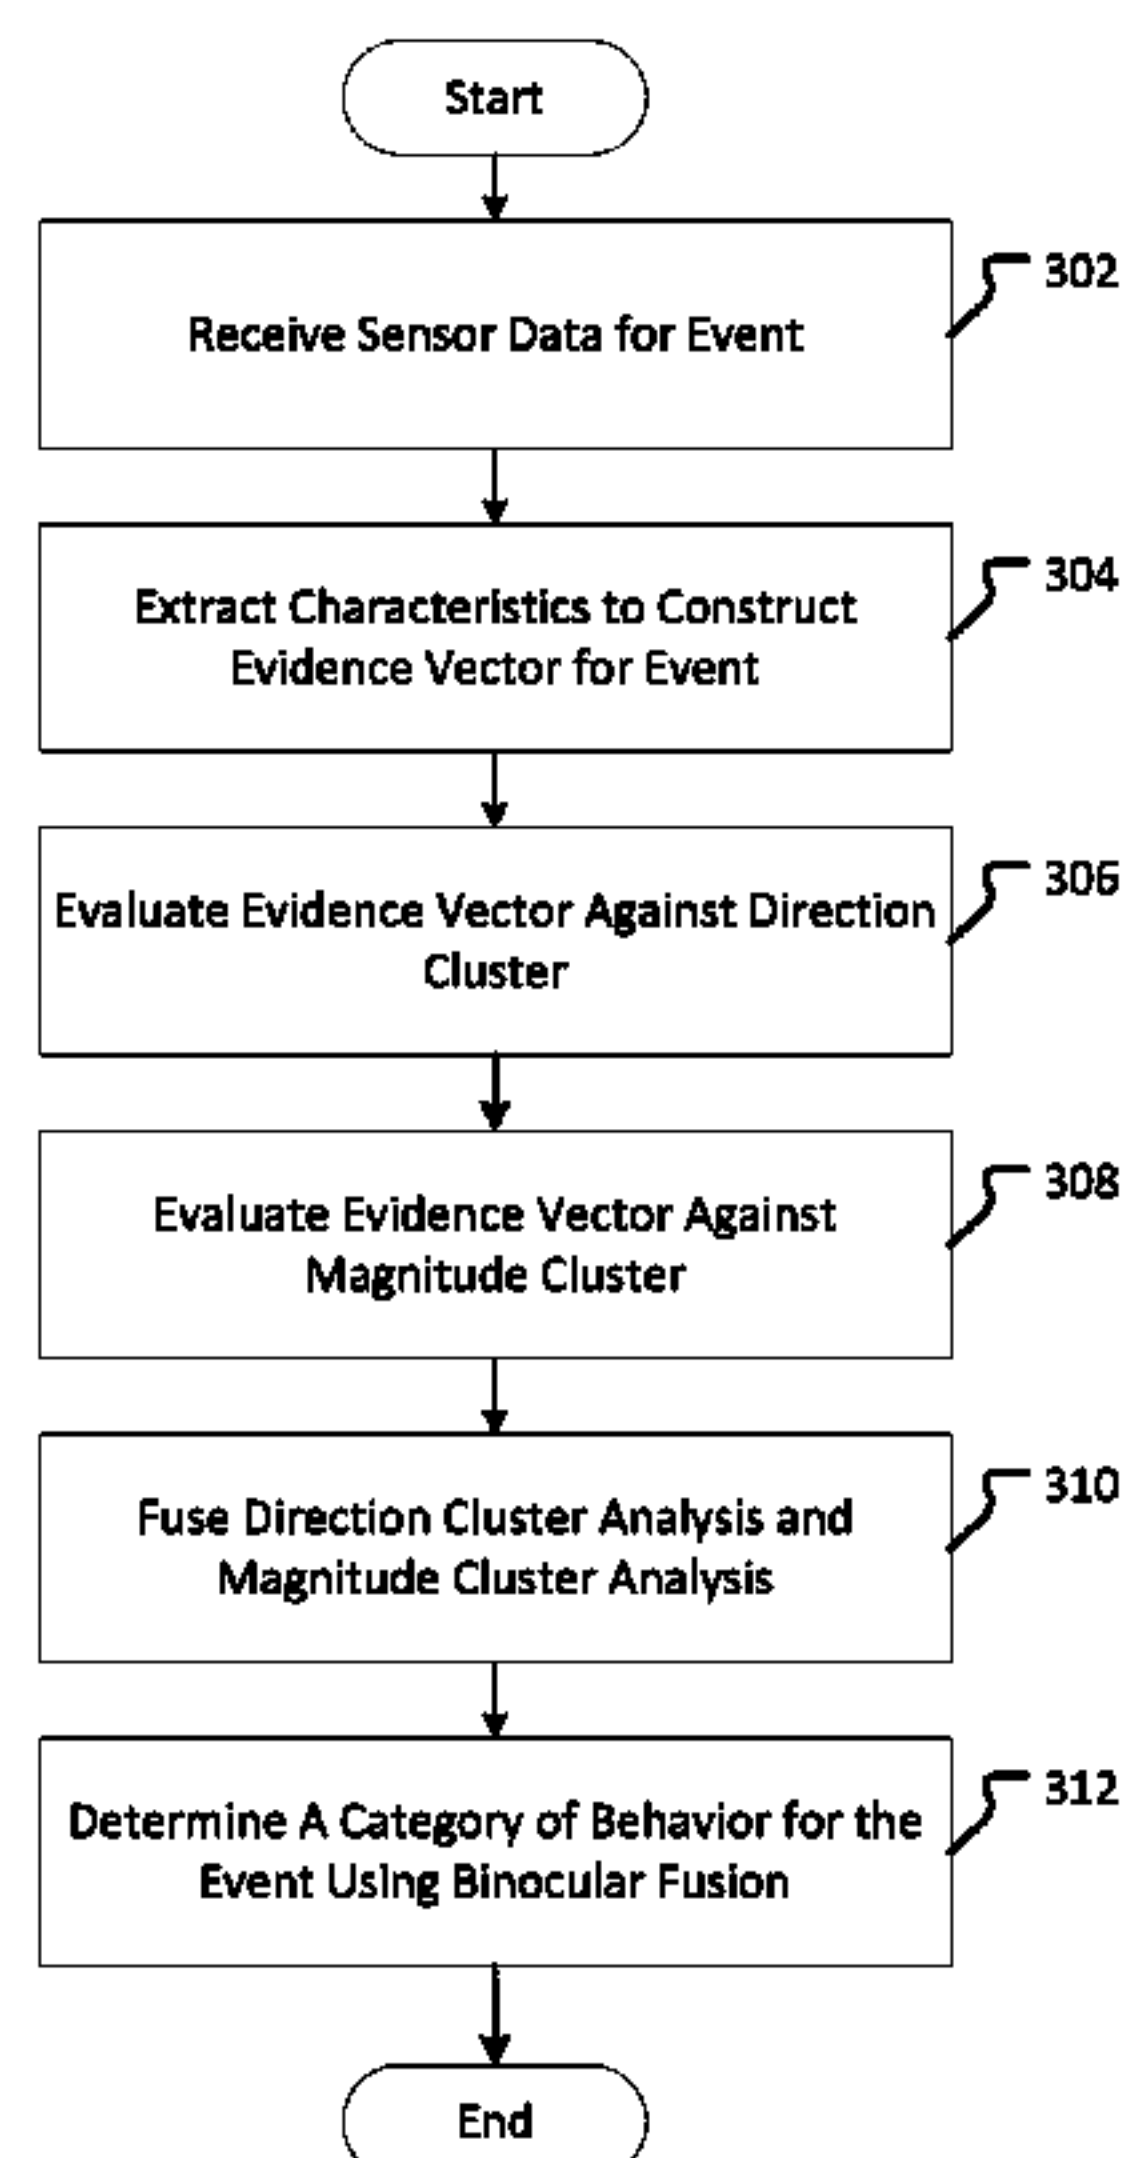 Start
Receive Sensor Data for Event
302
Extract Characteristics to Construct
Evidence Vector for Event
304
Evaluate Evidence Vector Against Direction
Cluster
306
Evaluate Evidence Vector Against
Magnitude Cluster
308
Fuse Direction Cluster Analysis and
Magnitude Cluster Analysis
310
Determine A Category of Behavior for the
Event Using Binocular Fusion
312
End